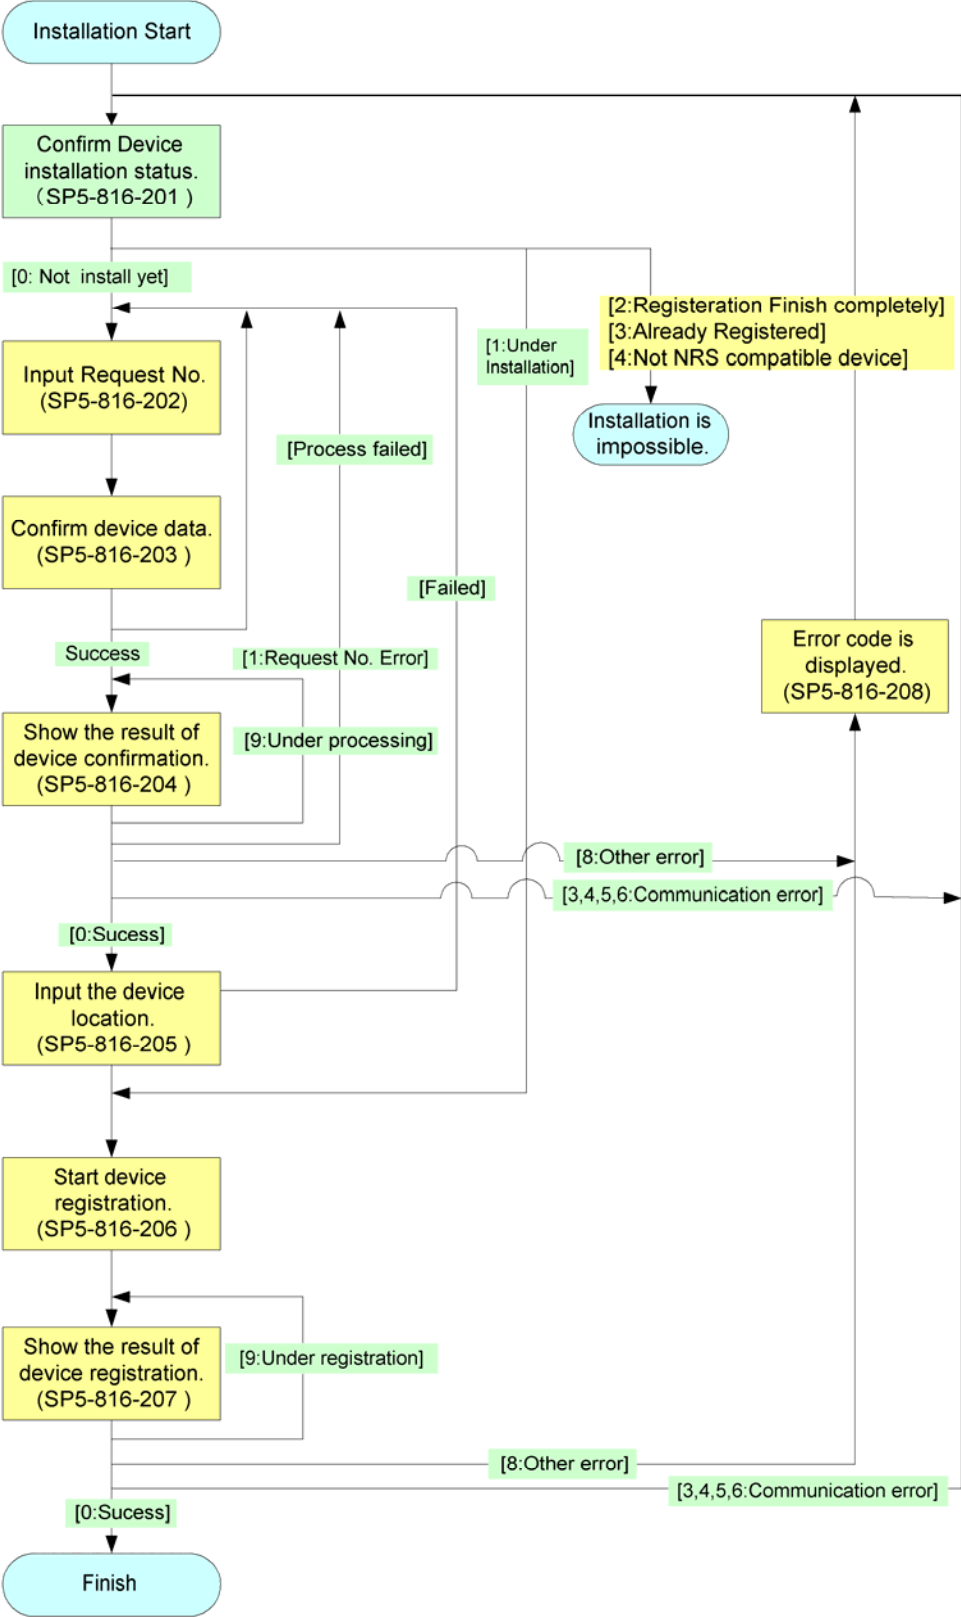 Installation Start
Confirm Device
installation status.
（SP5-816-201 )
[0: Not  install yet]
[2:Registeration Finish completely]
[3:Already Registered]
[4:Not NRS compatible device]
[1:Under
Installation]
Input Request No.
(SP5-816-202)
Installation is
impossible.
[Process failed]
Confirm device data.
(SP5-816-203 )
[Failed]
Success
[1:Request No. Error]
Error code is
displayed.
(SP5-816-208)
Show the result of
device confirmation.
(SP5-816-204 )
[9:Under processing]
[8:Other error]
[3,4,5,6:Communication error]
[0:Sucess]
Input the device
location.
(SP5-816-205 )
Start device
registration.
(SP5-816-206 )
Show the result of
device registration.
(SP5-816-207 )
[9:Under registration]
[8:Other error]
[3,4,5,6:Communication error]
[0:Sucess]
Finish